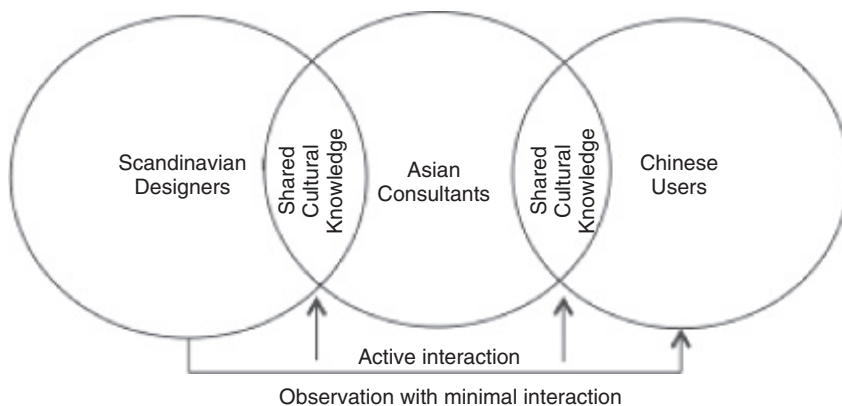 Scandinavian
Designers
Shared
Cultural
Knowledge
Asian
Consultants
Shared
Cultural
Knowledge
Chinese
Users
Active interaction
Observation with minimal interaction